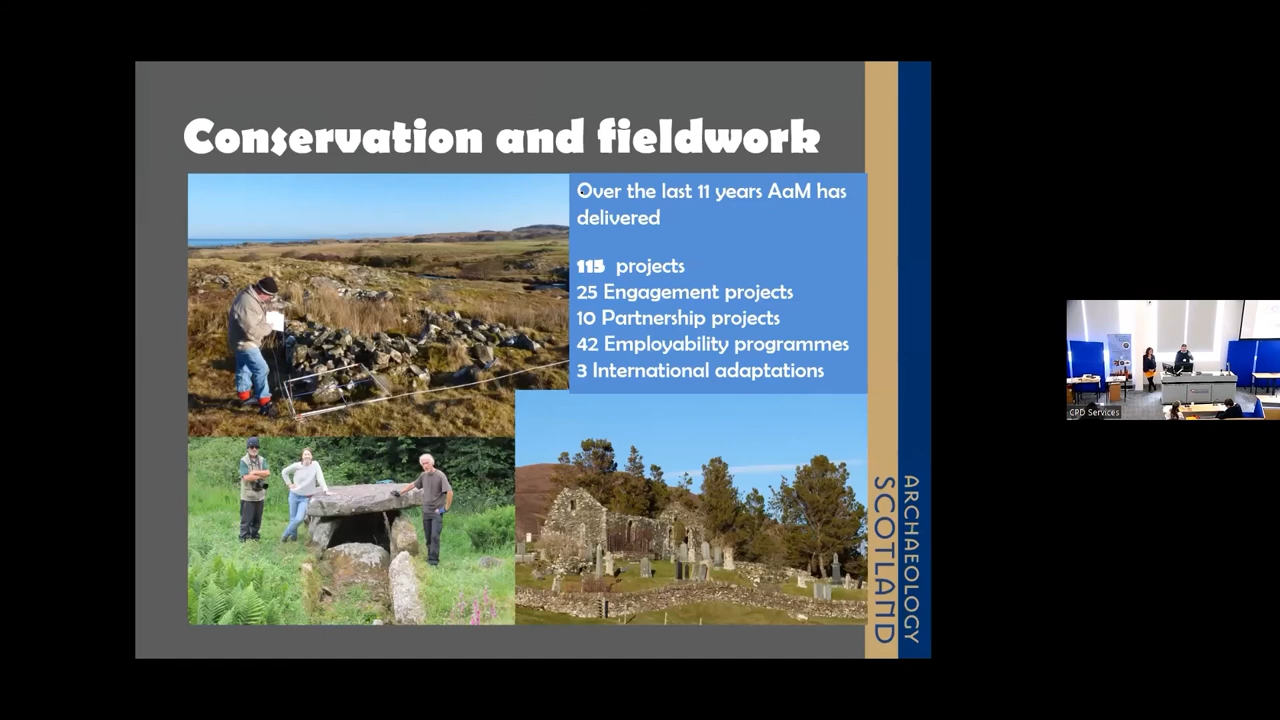 Conservation and fieldwork
Over the last 11 years AaM has
delivered
115 projects
25 Engagement projects
10 Partnership projects
42 Employability programmes
3 International adaptations
ARCHAEOLOGY
SCOTLAND
CPD Services